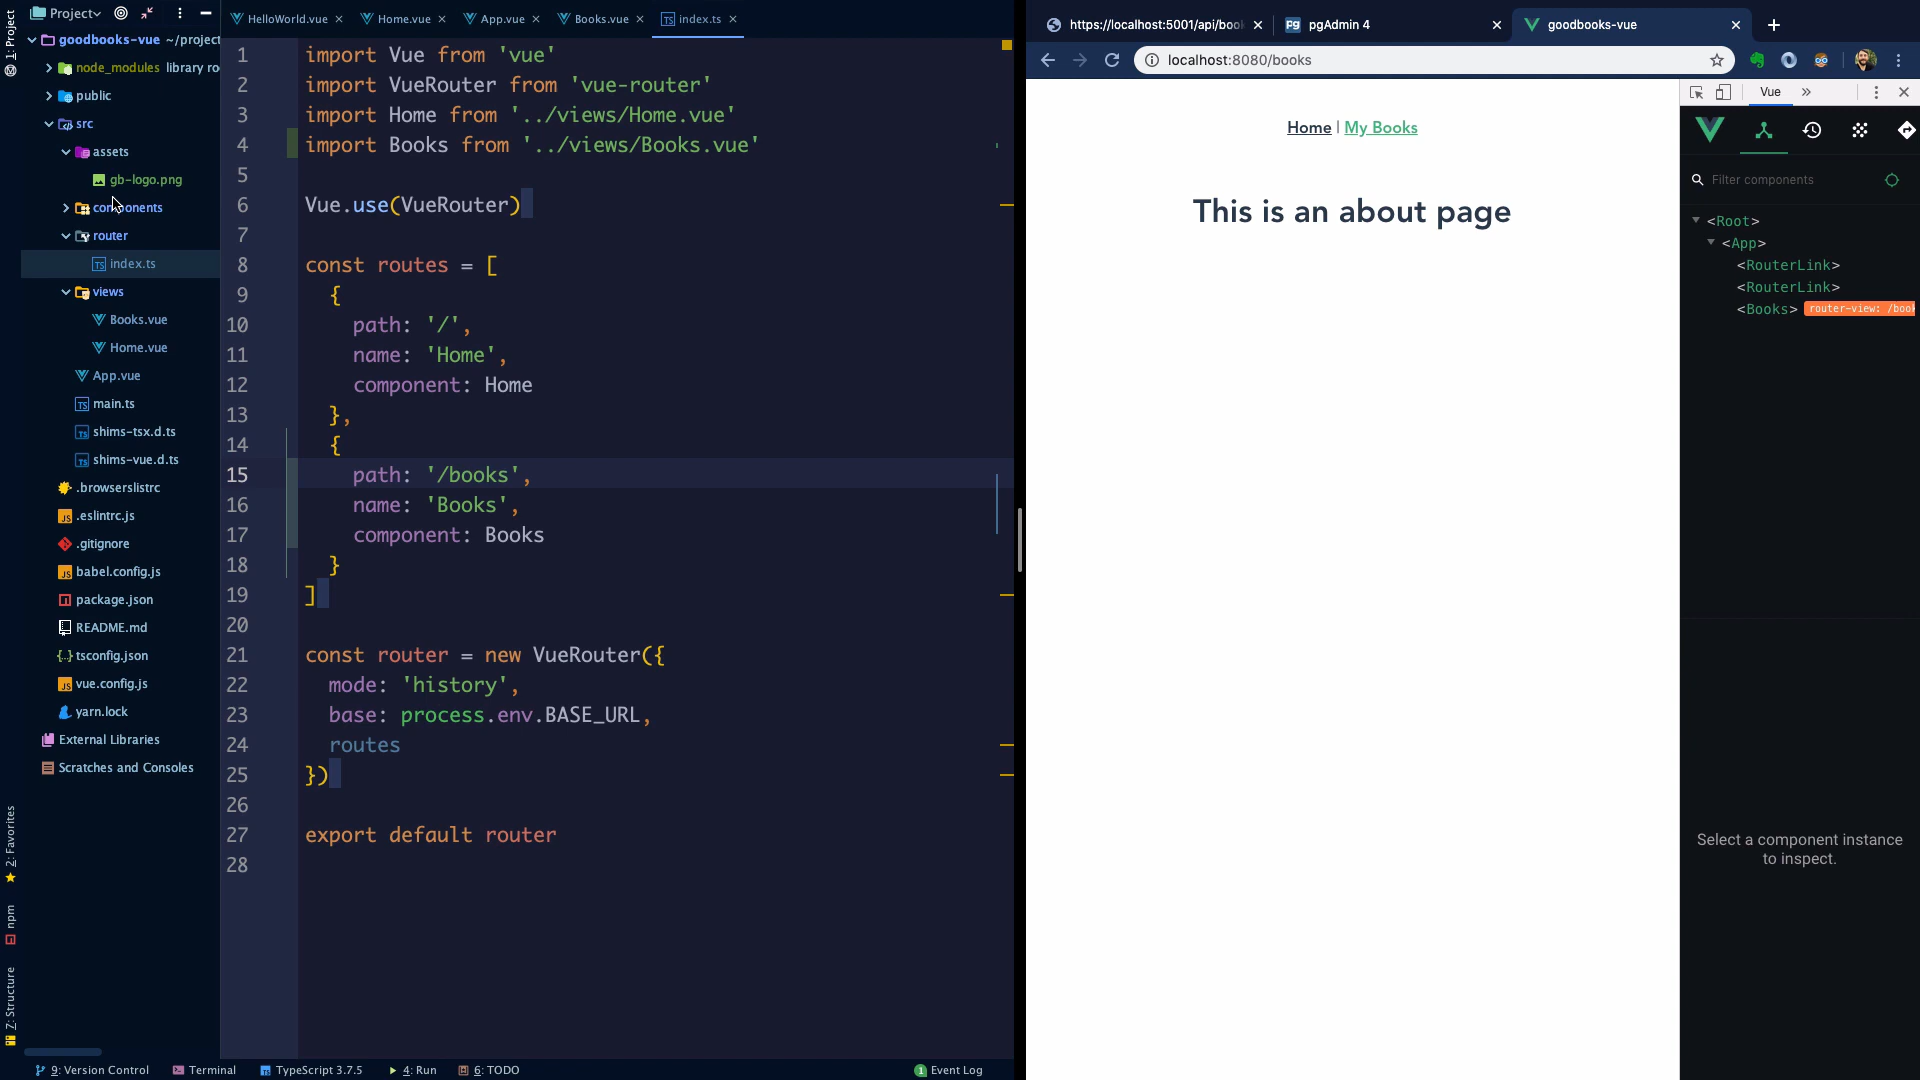 1: Project
Project
goodbooks-vue ~/project
node_modules library ro
public
src
assets
gb-logo.png
components
router
index.ts
views
Books.vue
Home.vue
App.vue
main.ts
shims-tsx.d.ts
shims-vue.d.ts
.browserslistrc
.eslintrc.js
.gitignore
babel.config.js
package.json
README.md
tsconfig.json
vue.config.js
yarn.lock
External Libraries
Scratches and Consoles
2: Favorites
npm
7: Structure
HelloWorld.vue
Home.vue
App.vue
Books.vue
index.ts
1 import Vue from 'vue'
2 import VueRouter from 'vue-router'
3 import Home from '../views/Home.vue'
4 import Books from '../views/Books.vue'
5
6 Vue.use(VueRouter)
7
8 const routes = [
9 {
10 path: '/',
11 name: 'Home',
12 component: Home
13 },
14 {
15 path: '/books',
16 name: 'Books',
17 component: Books
18 }
19 ]
20
21 const router = new VueRouter({
22 mode: 'history',
23 base: process.env.BASE_URL,
24 routes
25 })
26
27 export default router
28
9: Version Control
Terminal
TypeScript 3.7.5
4: Run
6: TODO
1 Event Log
https://localhost:5001/api/book
pgAdmin 4
goodbooks-vue
localhost:8080/books
Home | My Books
This is an about page
Vue
Filter components
<Root>
<App>
<RouterLink>
<RouterLink>
<Books> router-view: /book
Select a component instance
to inspect.